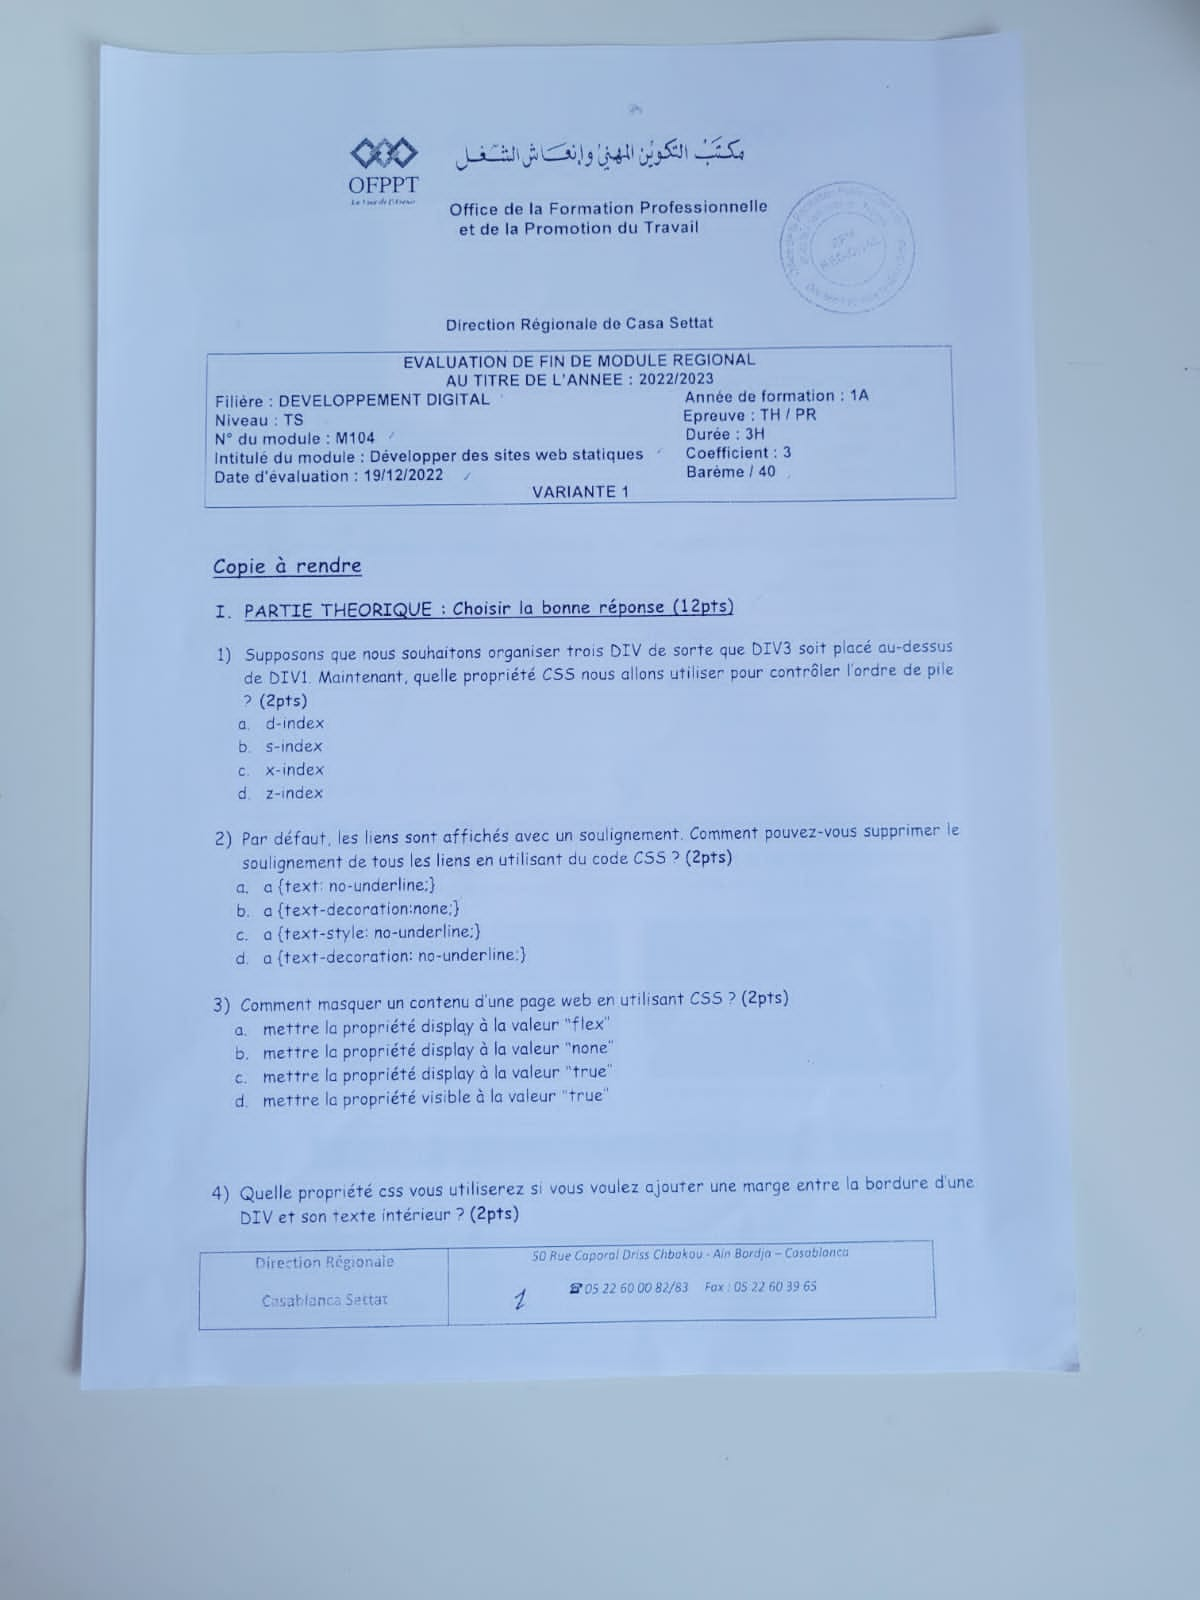 OFPPT
La Voie de l'Avenir
مكتب التكوين المهني وإنعاش الشغل
Office de la Formation Professionnelle
et de la Promotion du Travail
Direction Régionale de Casa Settat
EVALUATION DE FIN DE MODULE REGIONAL
AU TITRE DE L'ANNEE : 2022/2023
Filière : DEVELOPPEMENT DIGITAL
Année de formation : 1A
Niveau : TS
Epreuve : TH / PR
N° du module : M104
Durée : 3H
Intitulé du module : Développer des sites web statiques
Coefficient : 3
Date d'évaluation : 19/12/2022
Barème / 40
VARIANTE 1
Copie à rendre
I. PARTIE THEORIQUE : Choisir la bonne réponse (12pts)
1) Supposons que nous souhaitons organiser trois DIV de sorte que DIV3 soit placé au-dessus
de DIV1. Maintenant, quelle propriété CSS nous allons utiliser pour contrôler l'ordre de pile
? (2pts)
a. d-index
b. s-index
c. x-index
d. z-index
2) Par défaut, les liens sont affichés avec un soulignement. Comment pouvez-vous supprimer le
soulignement de tous les liens en utilisant du code CSS ? (2pts)
a. a {text: no-underline;}
b. a {text-decoration:none;}
c. a {text-style: no-underline;}
d. a {text-decoration: no-underline;}
3) Comment masquer un contenu d'une page web en utilisant CSS ? (2pts)
a. mettre la propriété display à la valeur "flex"
b. mettre la propriété display à la valeur "none"
c. mettre la propriété display à la valeur "true"
d. mettre la propriété visible à la valeur "true"
4) Quelle propriété css vous utiliserez si vous voulez ajouter une marge entre la bordure d'une
DIV et son texte intérieur ? (2pts)
Direction Régionale
Casablanca Settat
50 Rue Caporal Driss Chbakou - Ain Bordja – Casablanca
☎05 22 60 00 82/83 Fax : 05 22 60 39 65
1